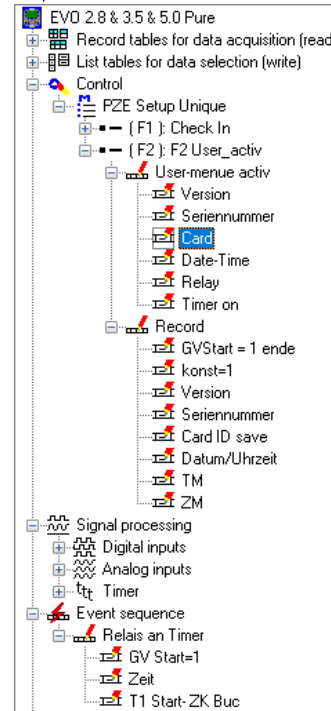 EVO 2.8 & 3.5 & 5.0 Pure
Record tables for data acquisition (read
List tables for data selection (write)
Control
PZE Setup Unique
( F1 ): Check In
( F2 ): F2 User_activ
User-menue activ
Version
Seriennummer
Card
Date-Time
Relay
Timer on
Record
GVStart = 1 ende
konst=1
Version
Seriennummer
Card ID save
Datum/Uhrzeit
TM
ZM
Signal processing
Digital inputs
Analog inputs
Timer
Event sequence
Relais an Timer
GV Start=1
Zeit
T1 Start- ZK Buc